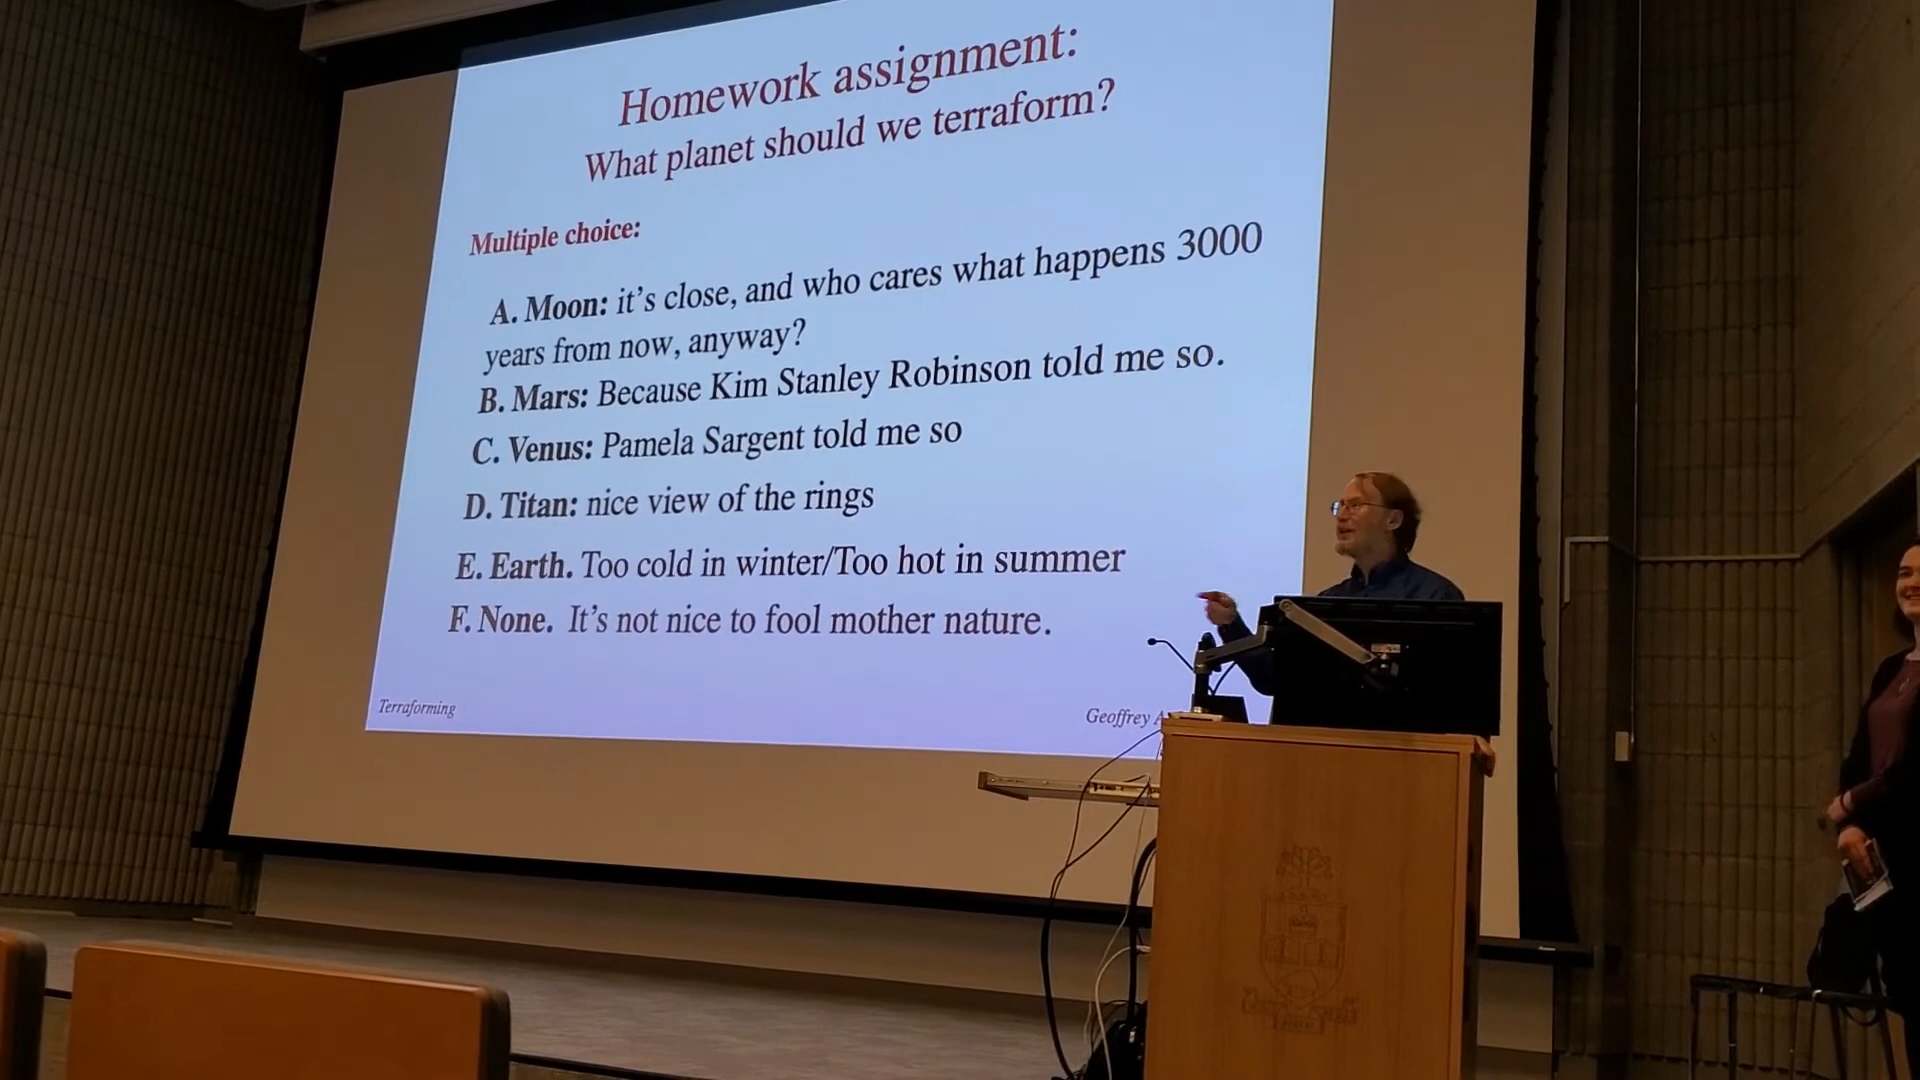 Homework assignment:
What planet should we terraform?
Multiple choice:
A. Moon: it's close, and who cares what happens 3000
years from now, anyway?
B. Mars: Because Kim Stanley Robinson told me so.
C. Venus: Pamela Sargent told me so
D. Titan: nice view of the rings
E. Earth. Too cold in winter/Too hot in summer
F. None. It's not nice to fool mother nature.
Terraforming
Geoffrey